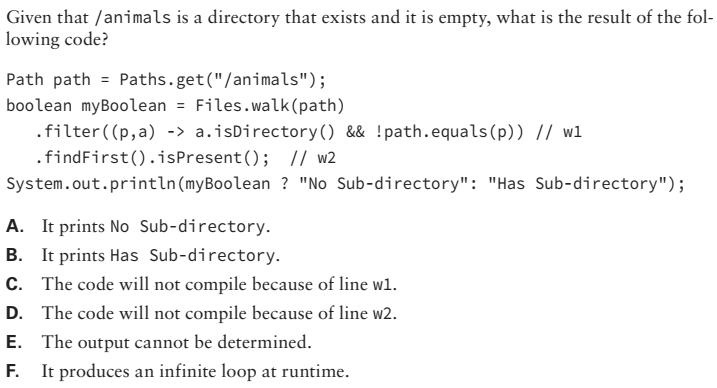 Given that /animals is a directory that exists and it is empty, what is the result of the fol-
lowing code?
Path path = Paths.get("/animals");
boolean myBoolean = Files.walk(path)
   .filter((p,a) -> a.isDirectory() && !path.equals(p)) // w1
   .findFirst().isPresent();  // w2
System.out.println(myBoolean ? "No Sub-directory": "Has Sub-directory");
A. It prints No Sub-directory.
B. It prints Has Sub-directory.
C. The code will not compile because of line w1.
D. The code will not compile because of line w2.
E. The output cannot be determined.
F. It produces an infinite loop at runtime.